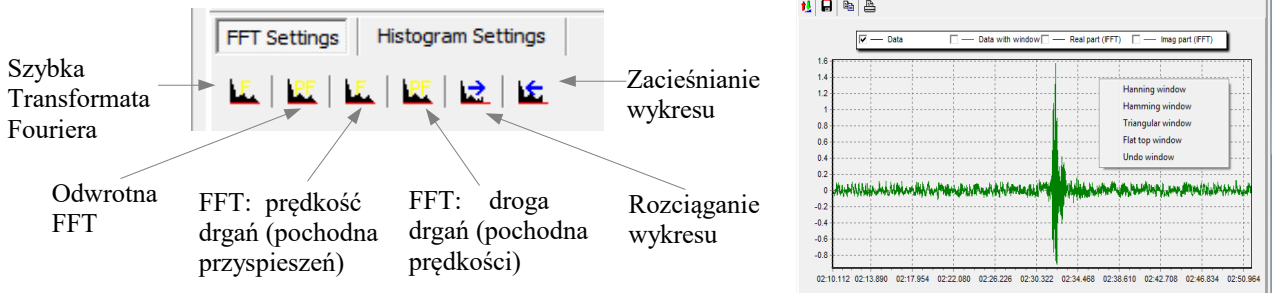 FFT Settings
Histogram Settings
F PF F PF
Szybka
Transformata
Fouriera
Zacieśnianie
wykresu
Odwrotna
FFT
FFT: prędkość
drgań (pochodna
przyspieszeń)
FFT: droga
drgań (pochodna
prędkości)
Rozciąganie
wykresu
Data
Data with window
Real part (IFFT)
Imag part (IFFT)
1.6
1.4
1.2
1
0.8
0.6
0.4
0.2
0
-0.2
-0.4
-0.6
-0.8
Hanning window
Hamming window
Triangular window
Flat top window
Undo window
02:10.112 02:13.890 02:17.954 02:22.080 02:26.226 02:30.322 02:34.468 02:38.610 02:42.708 02:46.834 02:50.964